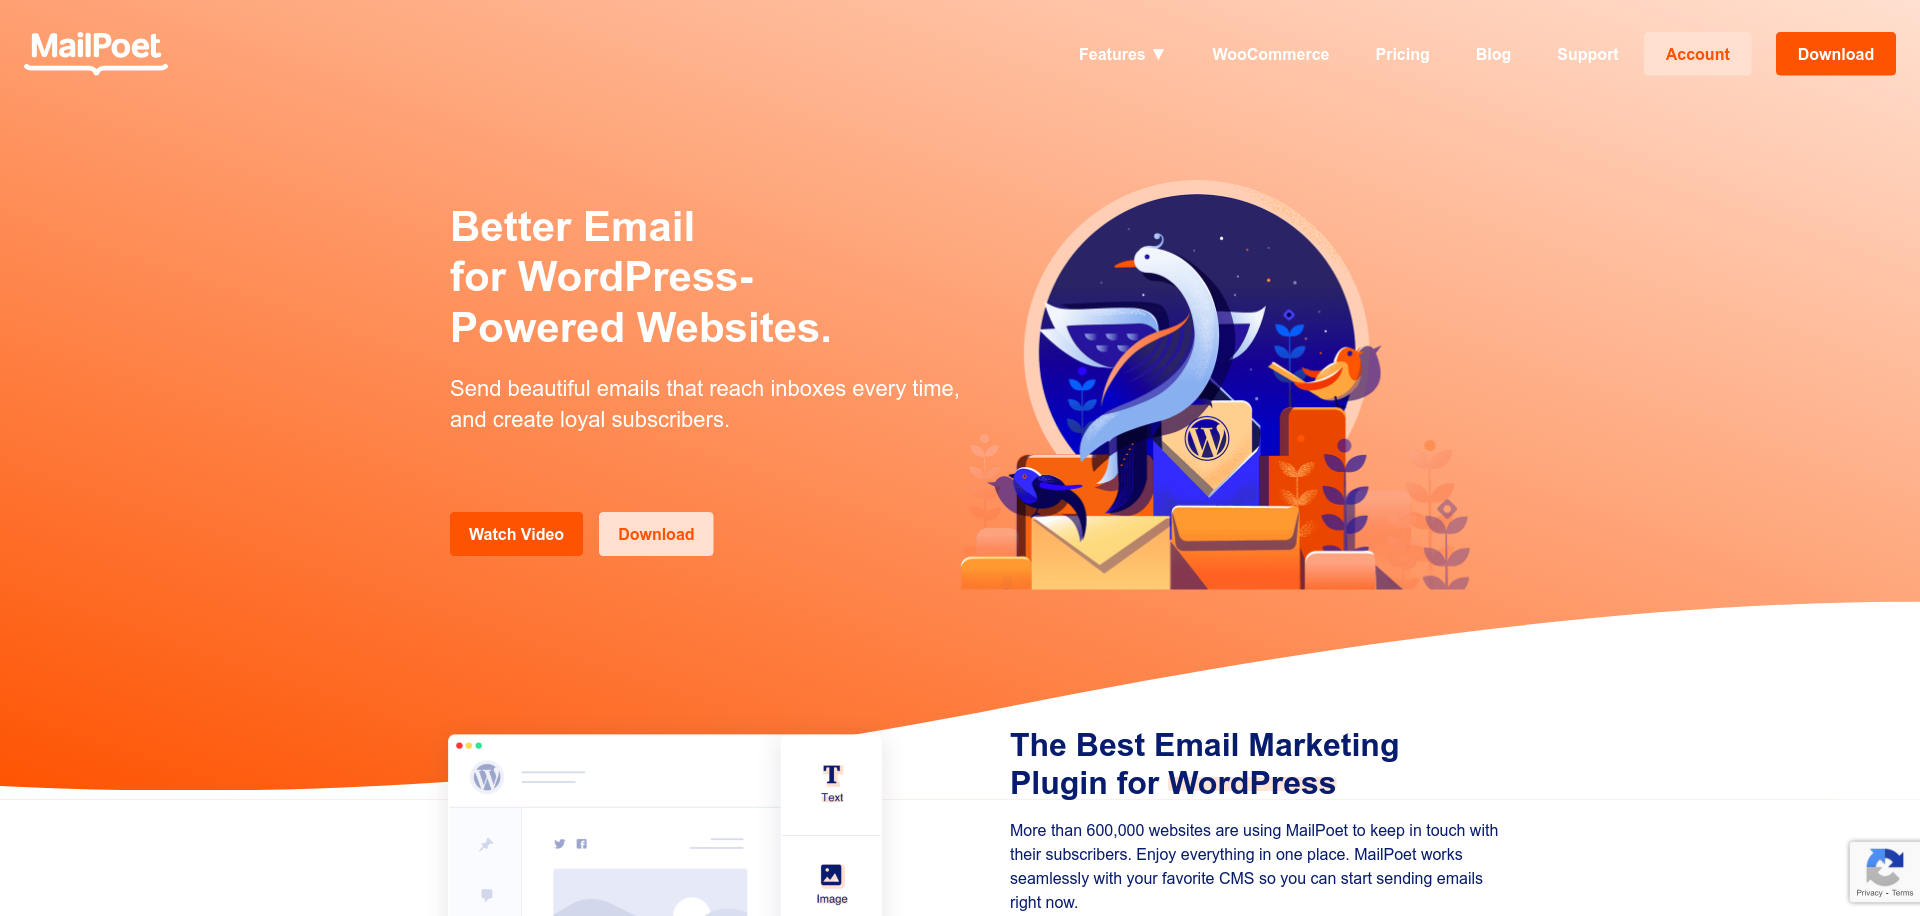 MailPoet
Features ▼
WooCommerce
Pricing
Blog
Support
Account
Download
Better Email
for WordPress-
Powered Websites.
Send beautiful emails that reach inboxes every time,
and create loyal subscribers.
Watch Video
Download
The Best Email Marketing
Plugin for WordPress
More than 600,000 websites are using MailPoet to keep in touch with
their subscribers. Enjoy everything in one place. MailPoet works
seamlessly with your favorite CMS so you can start sending emails
right now.
T
Text
Image
Privacy - Terms